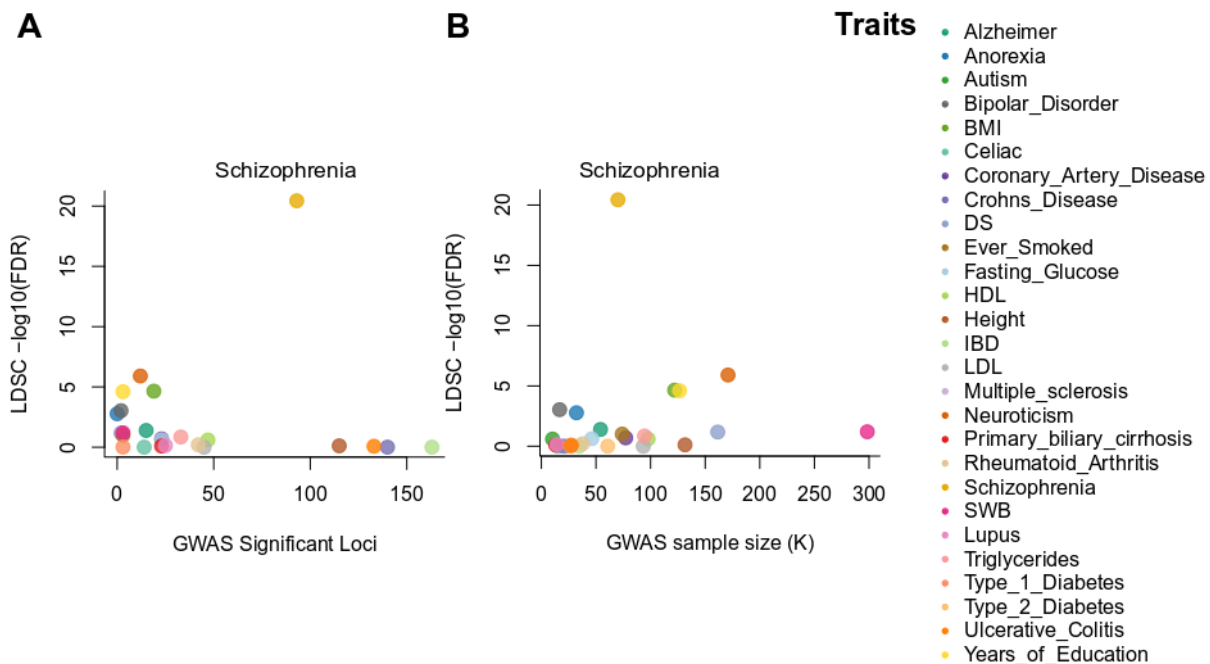 A
B
Traits
Schizophrenia
LDSC −log10(FDR)
0
5
10
15
20
0
50
100
150
GWAS Significant Loci
Schizophrenia
LDSC −log10(FDR)
0
5
10
15
20
0
50
100
150
200
250
300
GWAS sample size (K)
Alzheimer
Anorexia
Autism
Bipolar_Disorder
BMI
Celiac
Coronary_Artery_Disease
Crohns_Disease
DS
Ever_Smoked
Fasting_Glucose
HDL
Height
IBD
LDL
Multiple_sclerosis
Neuroticism
Primary_biliary_cirrhosis
Rheumatoid_Arthritis
Schizophrenia
SWB
Lupus
Triglycerides
Type_1_Diabetes
Type_2_Diabetes
Ulcerative_Colitis
Years_of_Education